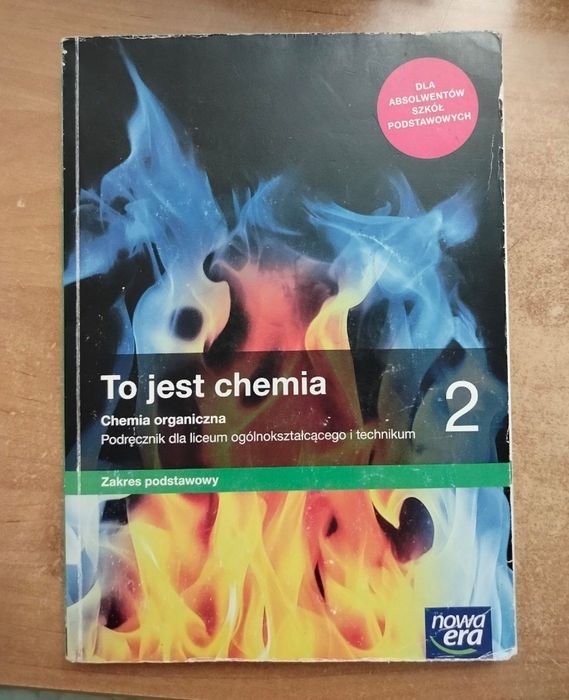 DLA
ABSOLWENTÓW
SZKÓŁ
PODSTAWOWYCH
To jest chemia
2
Chemia organiczna
Podręcznik dla liceum ogólnokształcącego i technikum
Zakres podstawowy
nowa
era